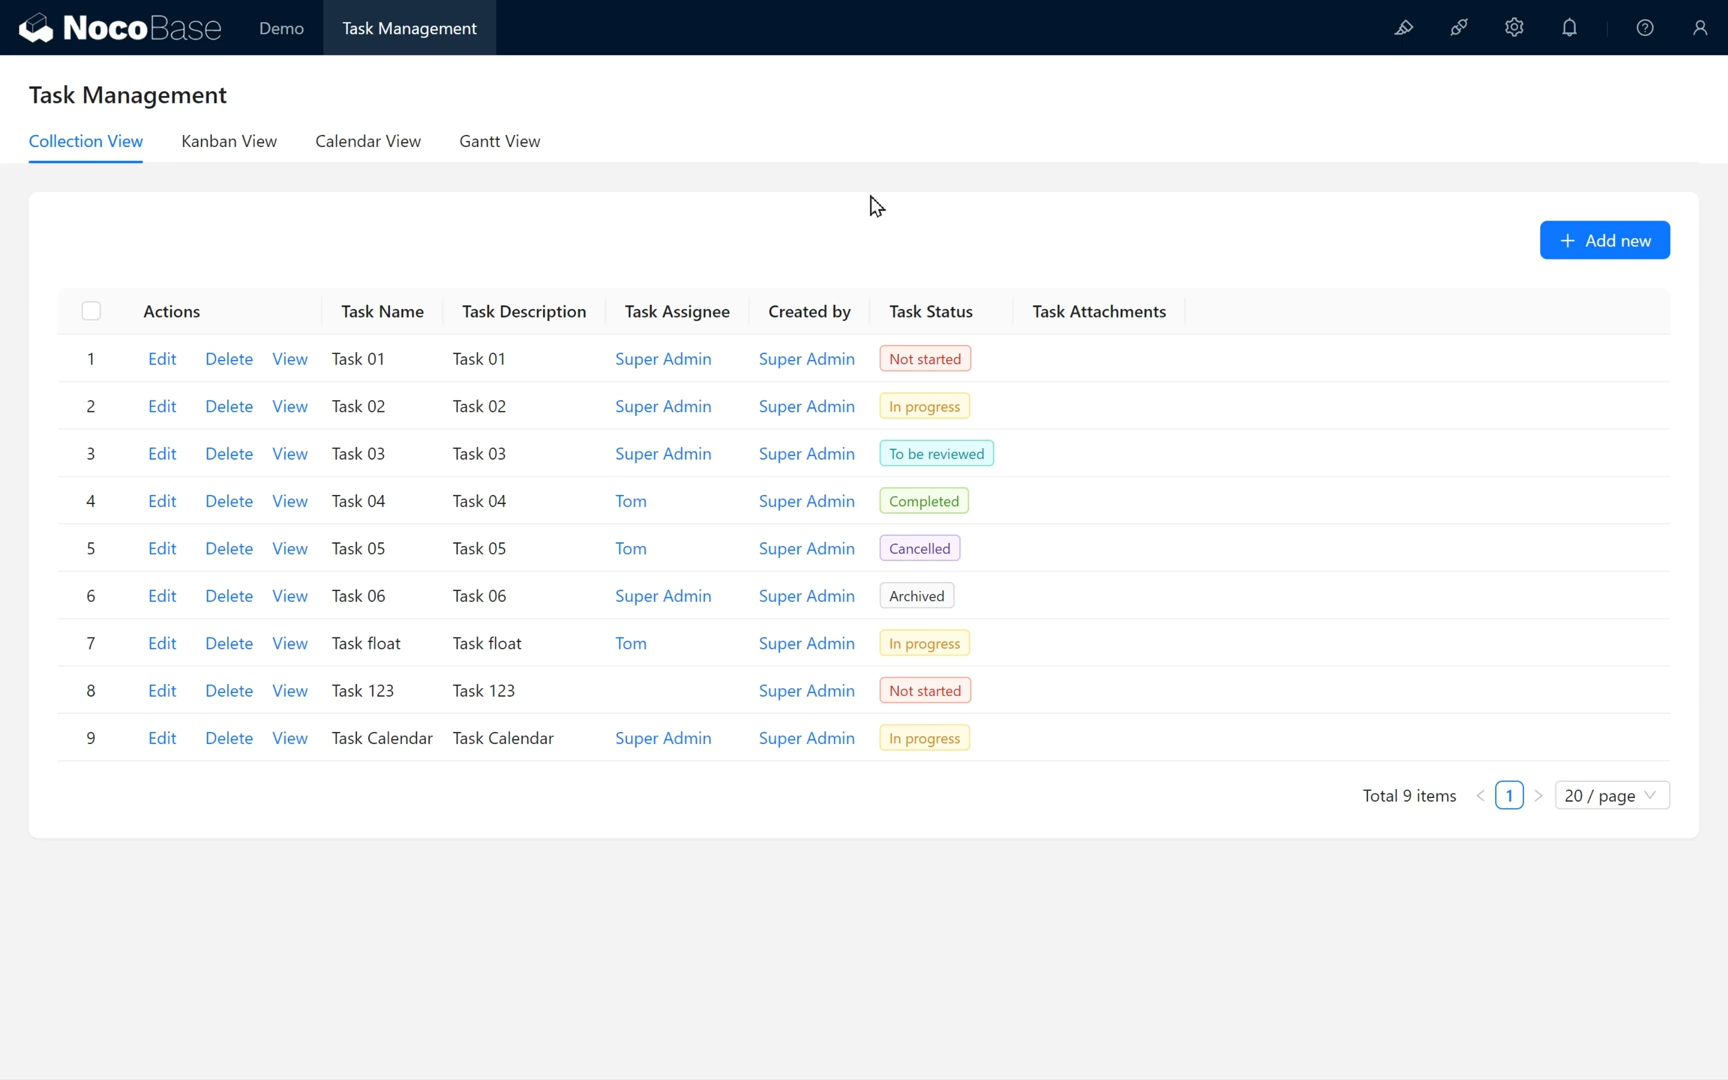 NocoBase Demo Task Management
Task Management
Collection View Kanban View Calendar View Gantt View
Add new
Actions Task Name Task Description Task Assignee Created by Task Status Task Attachments
1 Edit Delete View Task 01 Task 01 Super Admin Super Admin Not started
2 Edit Delete View Task 02 Task 02 Super Admin Super Admin In progress
3 Edit Delete View Task 03 Task 03 Super Admin Super Admin To be reviewed
4 Edit Delete View Task 04 Task 04 Tom Super Admin Completed
5 Edit Delete View Task 05 Task 05 Tom Super Admin Cancelled
6 Edit Delete View Task 06 Task 06 Super Admin Super Admin Archived
7 Edit Delete View Task float Task float Tom Super Admin In progress
8 Edit Delete View Task 123 Task 123 Super Admin Not started
9 Edit Delete View Task Calendar Task Calendar Super Admin Super Admin In progress
Total 9 items < 1 > 20 / page